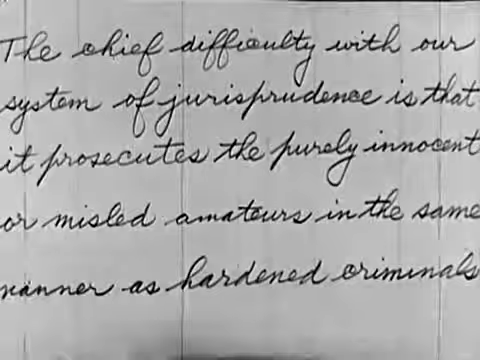 The chief difficulty with our
system of jurisprudence is that
it prosecutes the purely innocent
or misled amateurs in the same
manner as hardened criminals